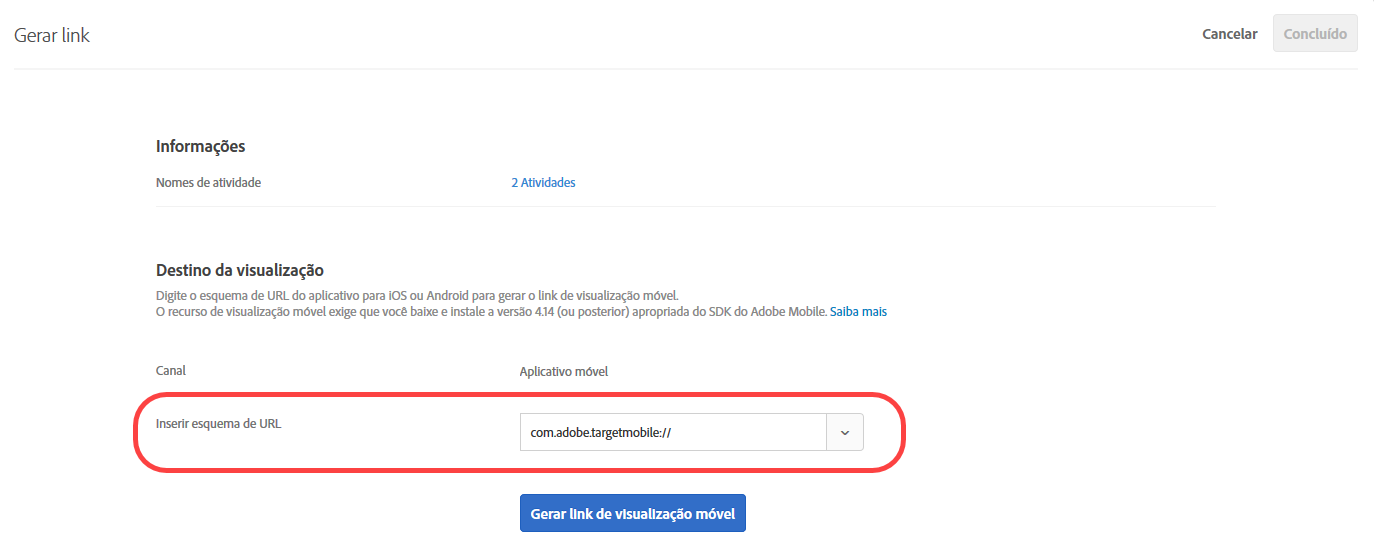 Gerar link
Cancelar
Concluído
Informações
Nomes de atividade
2 Atividades
Destino da visualização
Digite o esquema de URL do aplicativo para iOS ou Android para gerar o link de visualização móvel.
O recurso de visualização móvel exige que você baixe e instale a versão 4.14 (ou posterior) apropriada do SDK do Adobe Mobile. Saiba mais
Canal
Aplicativo móvel
Inserir esquema de URL
com.adobe.targetmobile://
Gerar link de visualização móvel